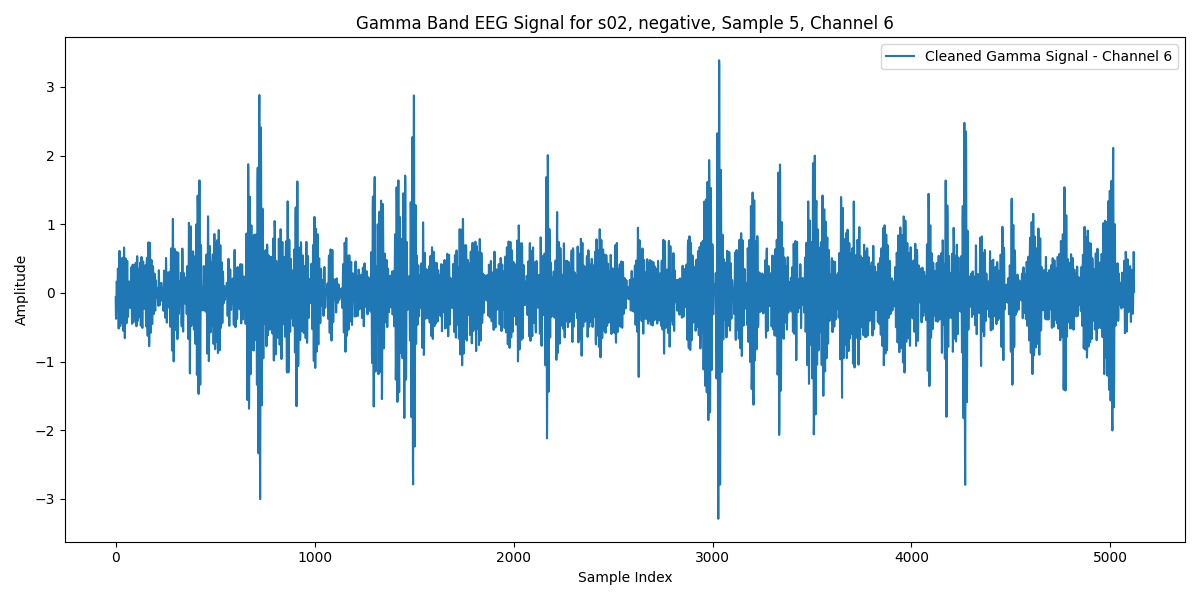 Gamma Band EEG Signal for s02, negative, Sample 5, Channel 6
Cleaned Gamma Signal - Channel 6
3
2
1
0
−1
−2
−3
Amplitude
0 1000 2000 3000 4000 5000
Sample Index